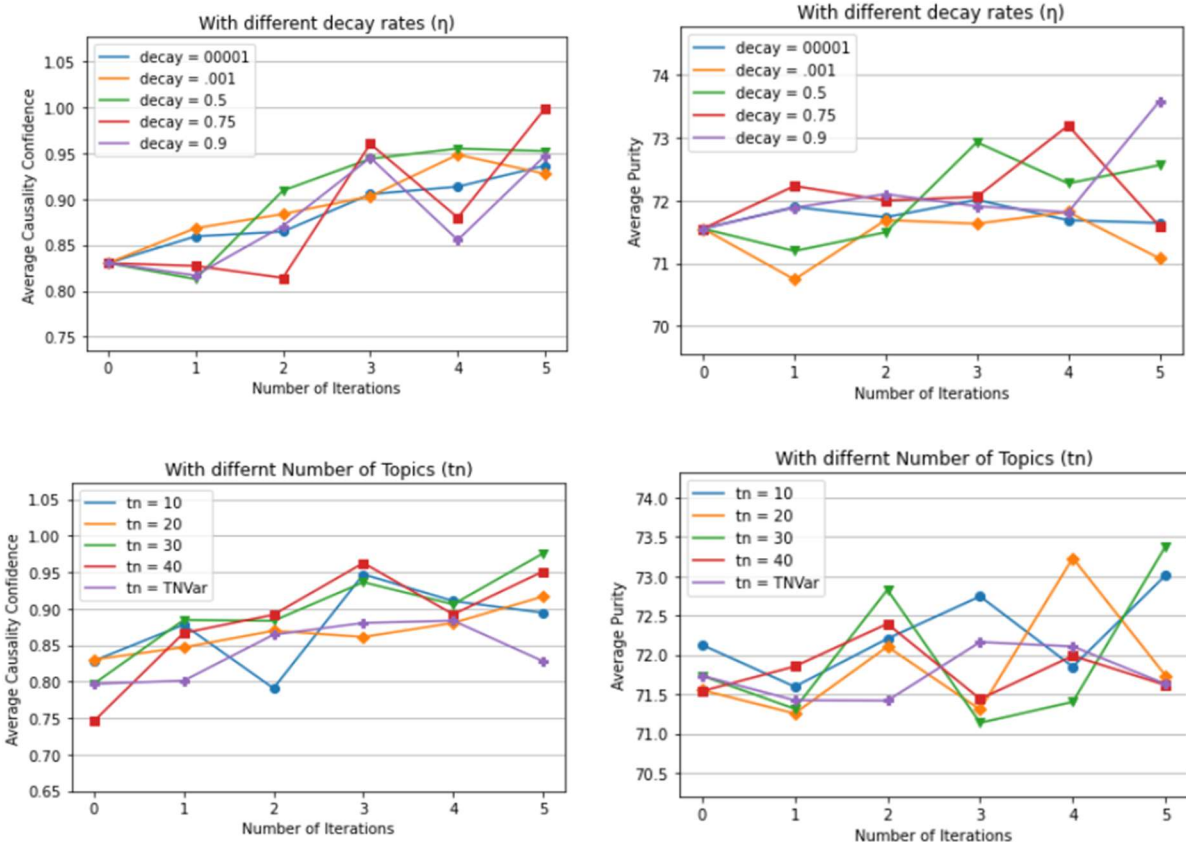 With different decay rates (η)
decay = 00001
decay = .001
decay = 0.5
decay = 0.75
decay = 0.9
Average Causality Confidence
1.05
1.00
0.95
0.90
0.85
0.80
0.75
0 1 2 3 4 5
Number of Iterations
With different decay rates (η)
decay = 00001
decay = .001
decay = 0.5
decay = 0.75
decay = 0.9
Average Purity
74
73
72
71
70
0 1 2 3 4 5
Number of Iterations
With differnt Number of Topics (tn)
tn = 10
tn = 20
tn = 30
tn = 40
tn = TNVar
Average Causality Confidence
1.05
1.00
0.95
0.90
0.85
0.80
0.75
0.70
0.65
0 1 2 3 4 5
Number of Iterations
With differnt Number of Topics (tn)
tn = 10
tn = 20
tn = 30
tn = 40
tn = TNVar
Average Purity
74.0
73.5
73.0
72.5
72.0
71.5
71.0
70.5
0 1 2 3 4 5
Number of Iterations